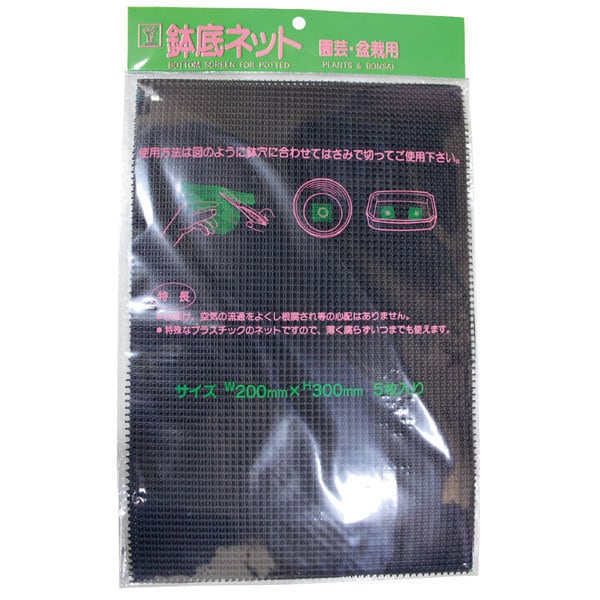 鉢底ネット 園芸・盆栽用
BOTTOM SCREEN FOR POTTED PLANTS & BONSAI
使用方法は図のように鉢穴に合わせてはさみで切ってご使用下さい。
特長
け、空気の流通をよくし根腐され等の心配はありません。
●特殊なプラスチックのネットですので、薄く腐らずいつまでも使えます。
サイズ W200mm×H300mm 5枚入り